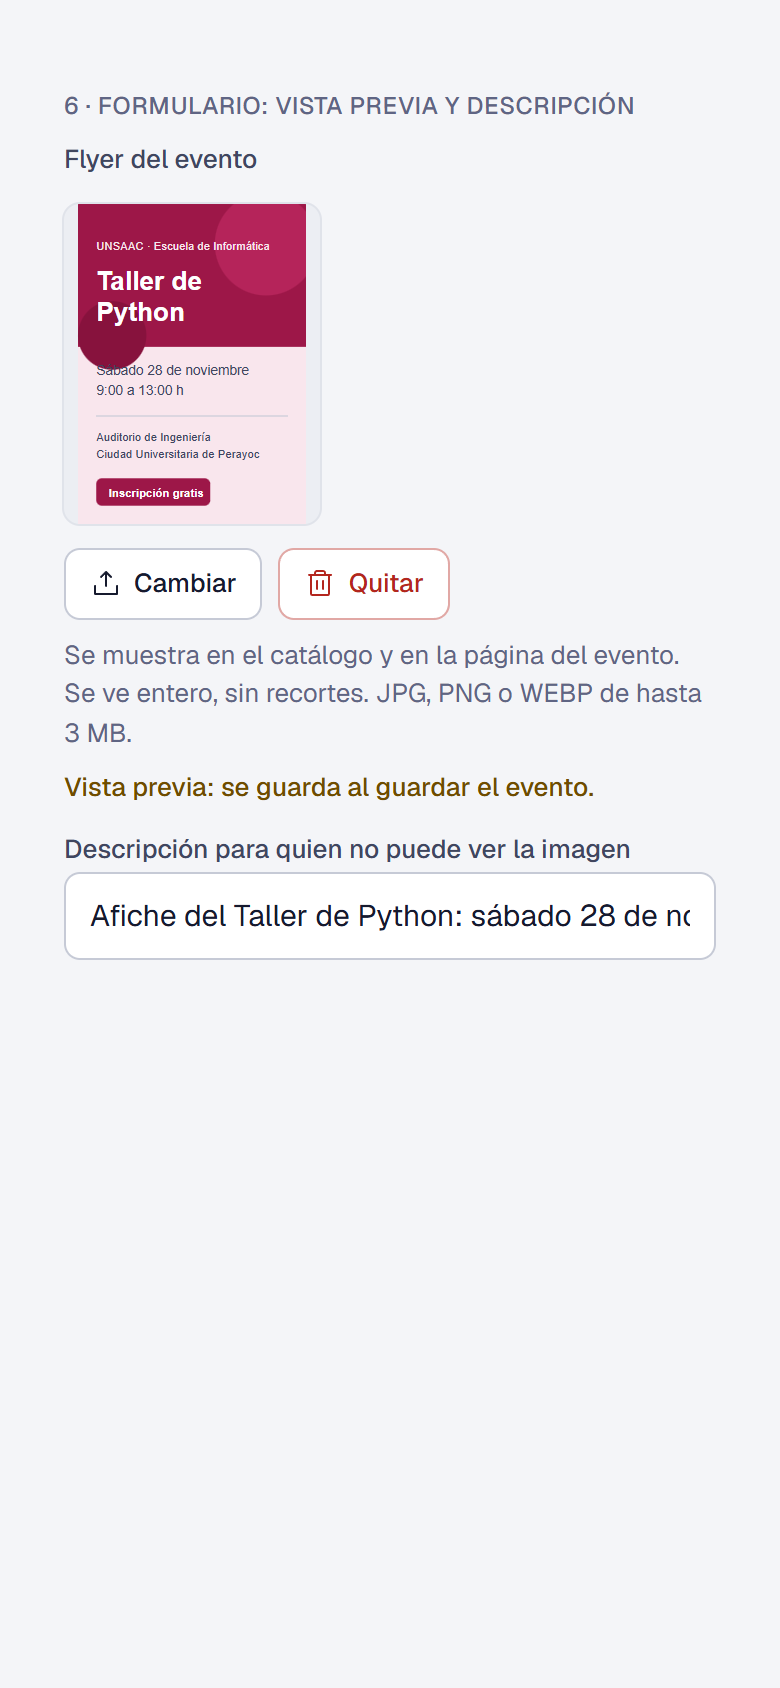 6 · FORMULARIO: VISTA PREVIA Y DESCRIPCIÓN
Flyer del evento
UNSAAC · Escuela de Informática
Taller de
Python
Sábado 28 de noviembre
9:00 a 13:00 h
Auditorio de Ingeniería
Ciudad Universitaria de Perayoc
Inscripción gratis
Cambiar
Quitar
Se muestra en el catálogo y en la página del evento.
Se ve entero, sin recortes. JPG, PNG o WEBP de hasta
3 MB.
Vista previa: se guarda al guardar el evento.
Descripción para quien no puede ver la imagen
Afiche del Taller de Python: sábado 28 de